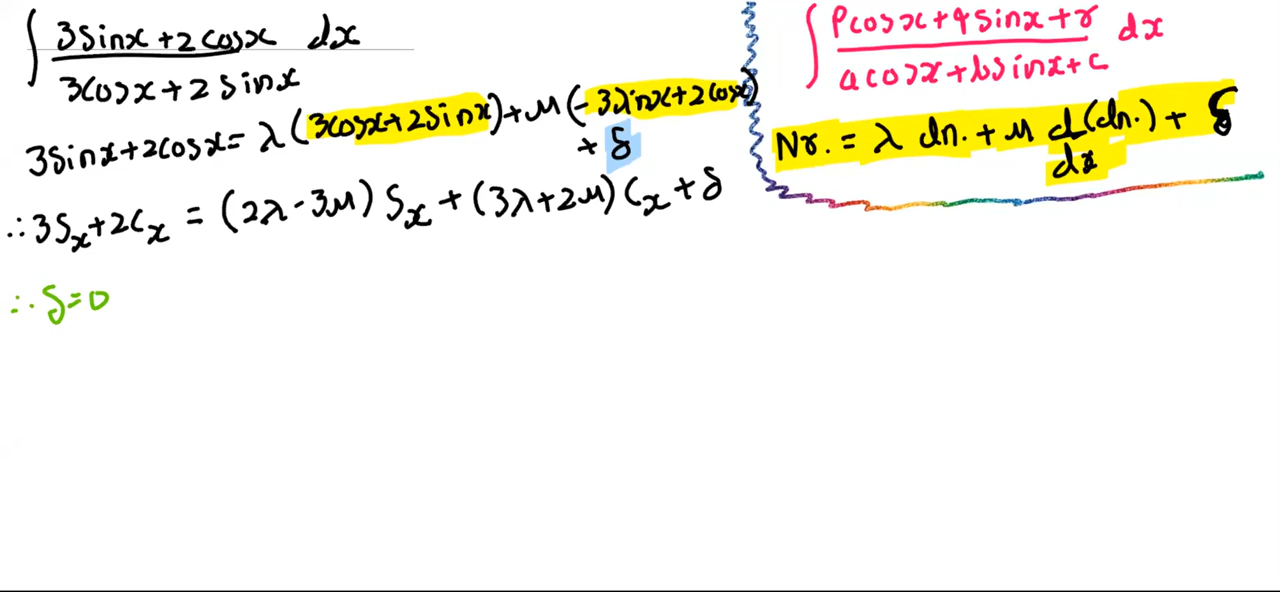 ∫ 3sinx+2cosx / 3cosx+2sinx dx
3sinx+2cosx = λ(3cosx+2sinx)+μ(-3sinx+2cosx)
+ δ
∴ 3Sx+2Cx = (2λ-3μ) Sx + (3λ+2μ) Cx + δ
∴ δ=0
∫ Pcosx+qsinx+r / acosx+bsinx+c dx
Nr. = λ dn. + μ d/dx (dn.) + δ